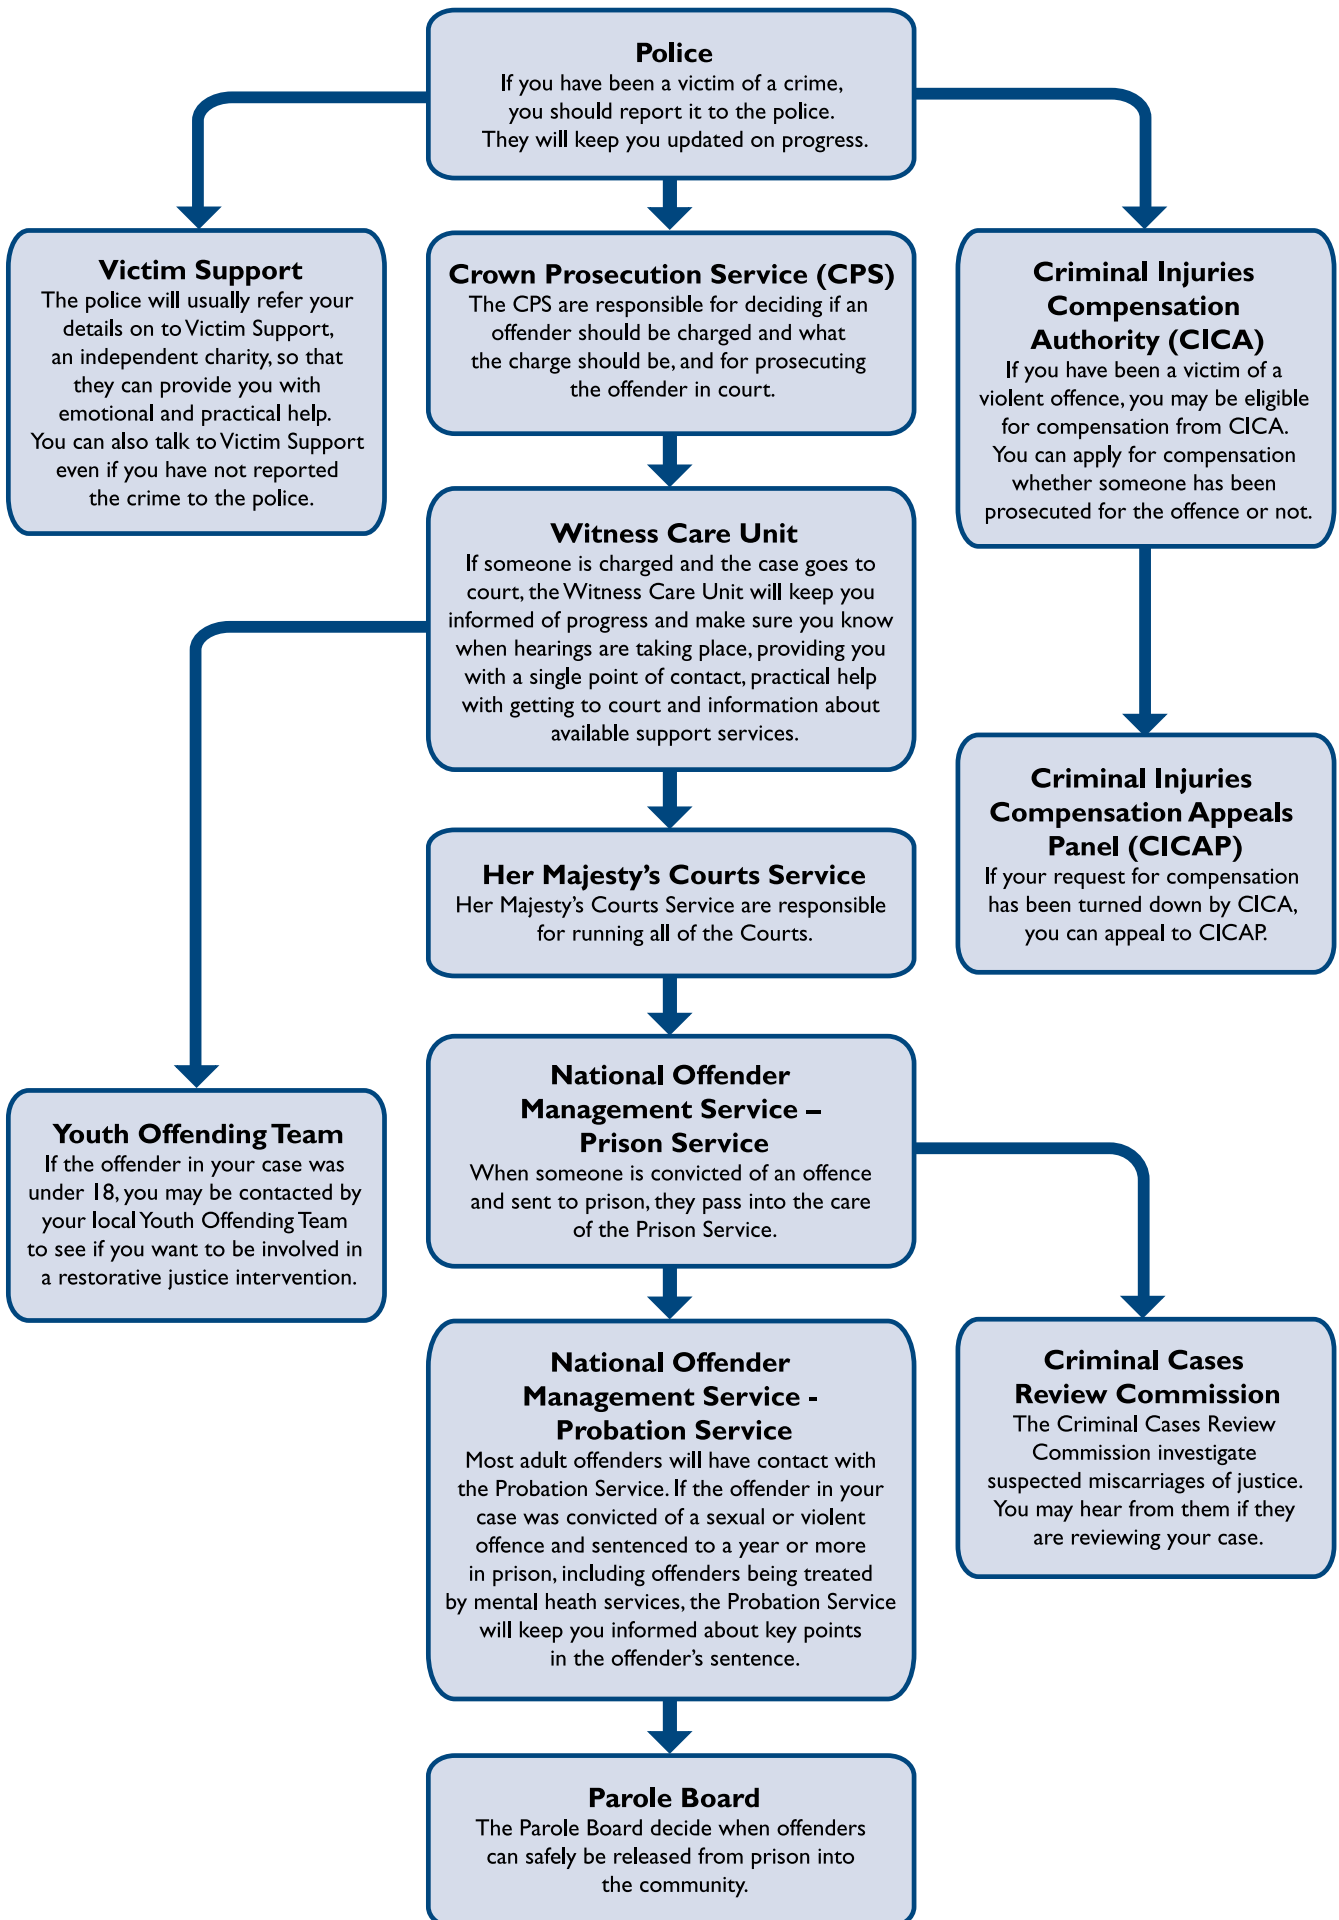 Police
If you have been a victim of a crime,
you should report it to the police.
They will keep you updated on progress.
Victim Support
The police will usually refer your
details on to Victim Support,
an independent charity, so that
they can provide you with
emotional and practical help.
You can also talk to Victim Support
even if you have not reported
the crime to the police.
Crown Prosecution Service (CPS)
The CPS are responsible for deciding if an
offender should be charged and what
the charge should be, and for prosecuting
the offender in court.
Criminal Injuries
Compensation
Authority (CICA)
If you have been a victim of a
violent offence, you may be eligible
for compensation from CICA.
You can apply for compensation
whether someone has been
prosecuted for the offence or not.
Witness Care Unit
If someone is charged and the case goes to
court, the Witness Care Unit will keep you
informed of progress and make sure you know
when hearings are taking place, providing you
with a single point of contact, practical help
with getting to court and information about
available support services.
Criminal Injuries
Compensation Appeals
Panel (CICAP)
If your request for compensation
has been turned down by CICA,
you can appeal to CICAP.
Her Majesty's Courts Service
Her Majesty's Courts Service are responsible
for running all of the Courts.
National Offender
Management Service –
Prison Service
When someone is convicted of an offence
and sent to prison, they pass into the care
of the Prison Service.
Youth Offending Team
If the offender in your case was
under 18, you may be contacted by
your local Youth Offending Team
to see if you want to be involved in
a restorative justice intervention.
National Offender
Management Service -
Probation Service
Most adult offenders will have contact with
the Probation Service. If the offender in your
case was convicted of a sexual or violent
offence and sentenced to a year or more
in prison, including offenders being treated
by mental heath services, the Probation Service
will keep you informed about key points
in the offender's sentence.
Criminal Cases
Review Commission
The Criminal Cases Review
Commission investigate
suspected miscarriages of justice.
You may hear from them if they
are reviewing your case.
Parole Board
The Parole Board decide when offenders
can safely be released from prison into
the community.